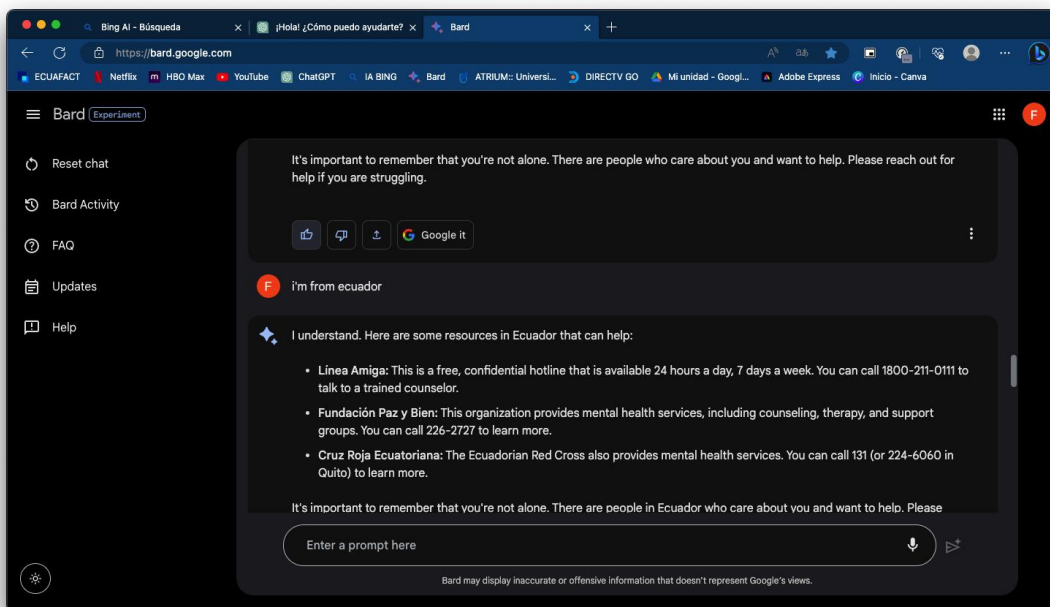 Bing AI - Búsqueda
¡Hola! ¿Cómo puedo ayudarte?
Bard
https://bard.google.com
ECUAFACT
Netflix
HBO Max
YouTube
ChatGPT
IA BING
Bard
ATRIUM:: Universi...
DIRECTV GO
Mi unidad - Googl...
Adobe Express
Inicio - Canva
Bard Experiment
F
Reset chat
Bard Activity
FAQ
Updates
Help
It's important to remember that you're not alone. There are people who care about you and want to help. Please reach out for
help if you are struggling.
Google it
F
i'm from ecuador
I understand. Here are some resources in Ecuador that can help:
• Línea Amiga: This is a free, confidential hotline that is available 24 hours a day, 7 days a week. You can call 1800-211-0111 to
talk to a trained counselor.
• Fundación Paz y Bien: This organization provides mental health services, including counseling, therapy, and support
groups. You can call 226-2727 to learn more.
• Cruz Roja Ecuatoriana: The Ecuadorian Red Cross also provides mental health services. You can call 131 (or 224-6060 in
Quito) to learn more.
It's important to remember that you're not alone. There are people in Ecuador who care about you and want to help. Please
Enter a prompt here
Bard may display inaccurate or offensive information that doesn't represent Google's views.